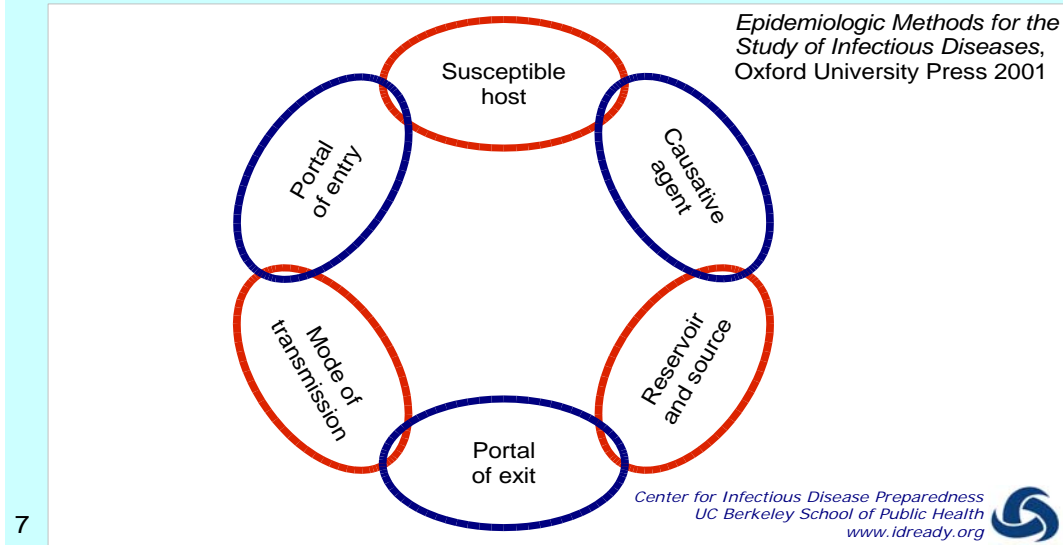 Epidemiologic Methods for the
Study of Infectious Diseases,
Oxford University Press 2001
Susceptible
host
Causative
agent
Reservoir
and source
Portal
of exit
Mode of
transmission
Portal
of entry
Center for Infectious Disease Preparedness
UC Berkeley School of Public Health
www.idready.org
7